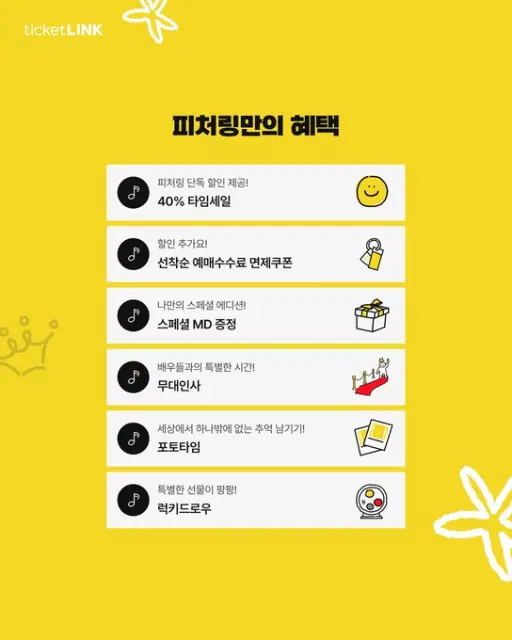 ticketLINK
피처링만의 혜택
피처링 단독 할인 제공!
40% 타임세일
할인 추가요!
선착순 예매수수료 면제쿠폰
나만의 스페셜 에디션!
스페셜 MD 증정
배우들과의 특별한 시간!
무대인사
세상에서 하나밖에 없는 추억 남기기!
포토타임
특별한 선물이 팡팡!
럭키드로우